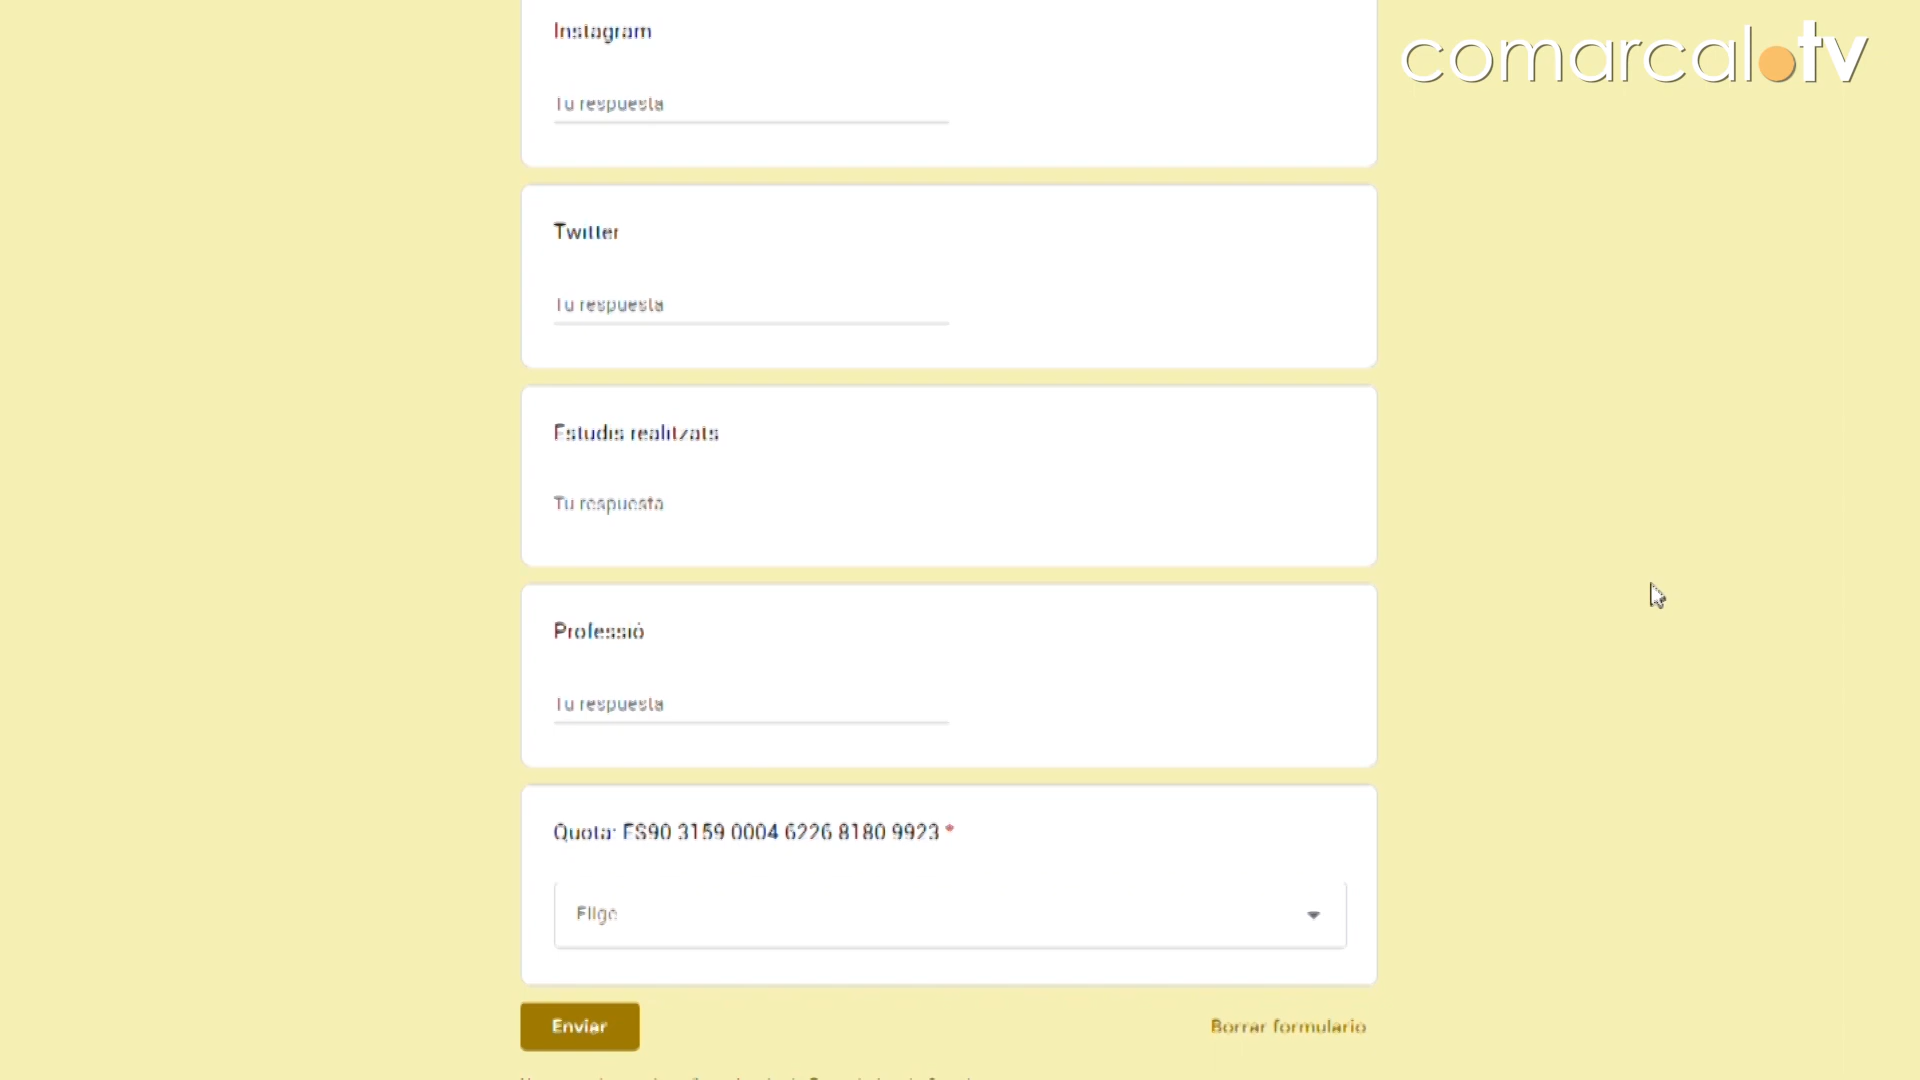 Instagram
comarcal.tv
Tu respuesta
Twitter
Tu respuesta
Estudis realitzats
Tu respuesta
Professió
Tu respuesta
Quota: ES90 3159 0004 6226 8180 9923 *
Elige
Enviar
Borrar formulario